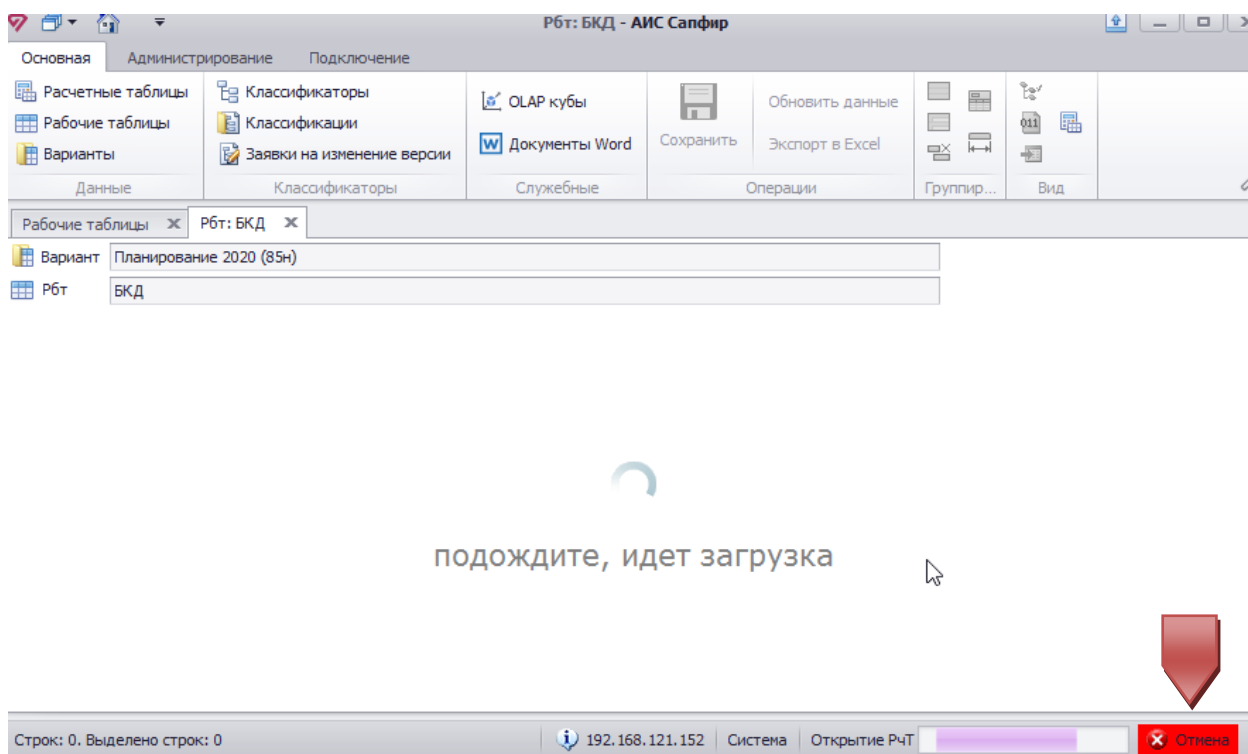 Рбт: БКД - АИС Сапфир
Основная Администрирование Подключение
Расчетные таблицы Классификаторы OLAP кубы Обновить данные
Рабочие таблицы Классификации
Варианты Заявки на изменение версии Документы Word Сохранить Экспорт в Excel
Данные Классификаторы Служебные Операции Группир... Вид
Рабочие таблицы Рбт: БКД
Вариант Планирование 2020 (85н)
Рбт БКД
подождите, идет загрузка
Строк: 0. Выделено строк: 0 192.168.121.152 Система Открытие РчТ Отмена